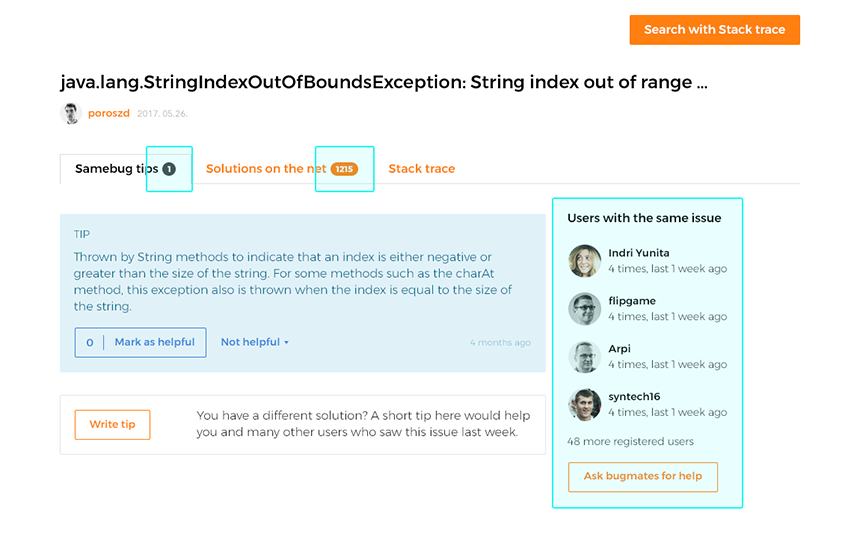 Search with Stack trace
java.lang.StringIndexOutOfBoundsException: String index out of range ...
poroszd 2017. 05.26.
Samebug tips 1 Solutions on the net 1215 Stack trace
TIP
Thrown by String methods to indicate that an index is either negative or
greater than the size of the string. For some methods such as the charAt
method, this exception also is thrown when the index is equal to the size of
the string.
0 Mark as helpful Not helpful 4 months ago
Write tip
You have a different solution? A short tip here would help
you and many other users who saw this issue last week.
Users with the same issue
Indri Yunita
4 times, last 1 week ago
flipgame
4 times, last 1 week ago
Arpi
4 times, last 1 week ago
syntech16
4 times, last 1 week ago
48 more registered users
Ask bugmates for help